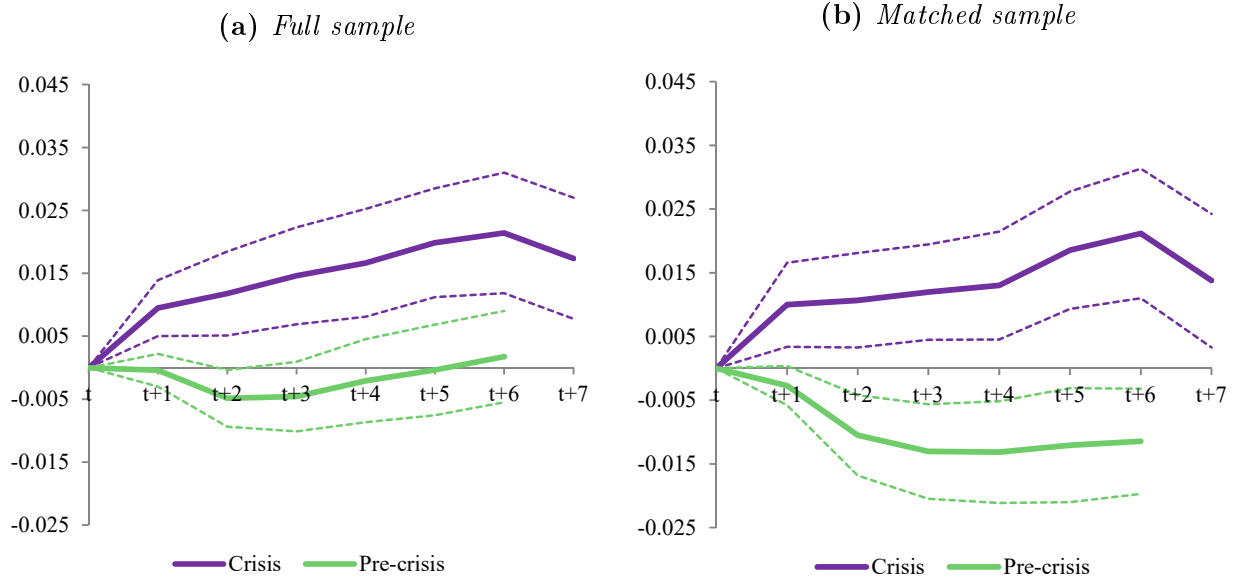 (a) Full sample
0.045
0.035
0.025
0.015
0.005
-0.005
-0.015
-0.025
t t+1 t+2 t+3 t+4 t+5 t+6 t+7
Crisis Pre-crisis
(b) Matched sample
0.045
0.035
0.025
0.015
0.005
-0.005
-0.015
-0.025
t t+1 t+2 t+3 t+4 t+5 t+6 t+7
Crisis Pre-crisis